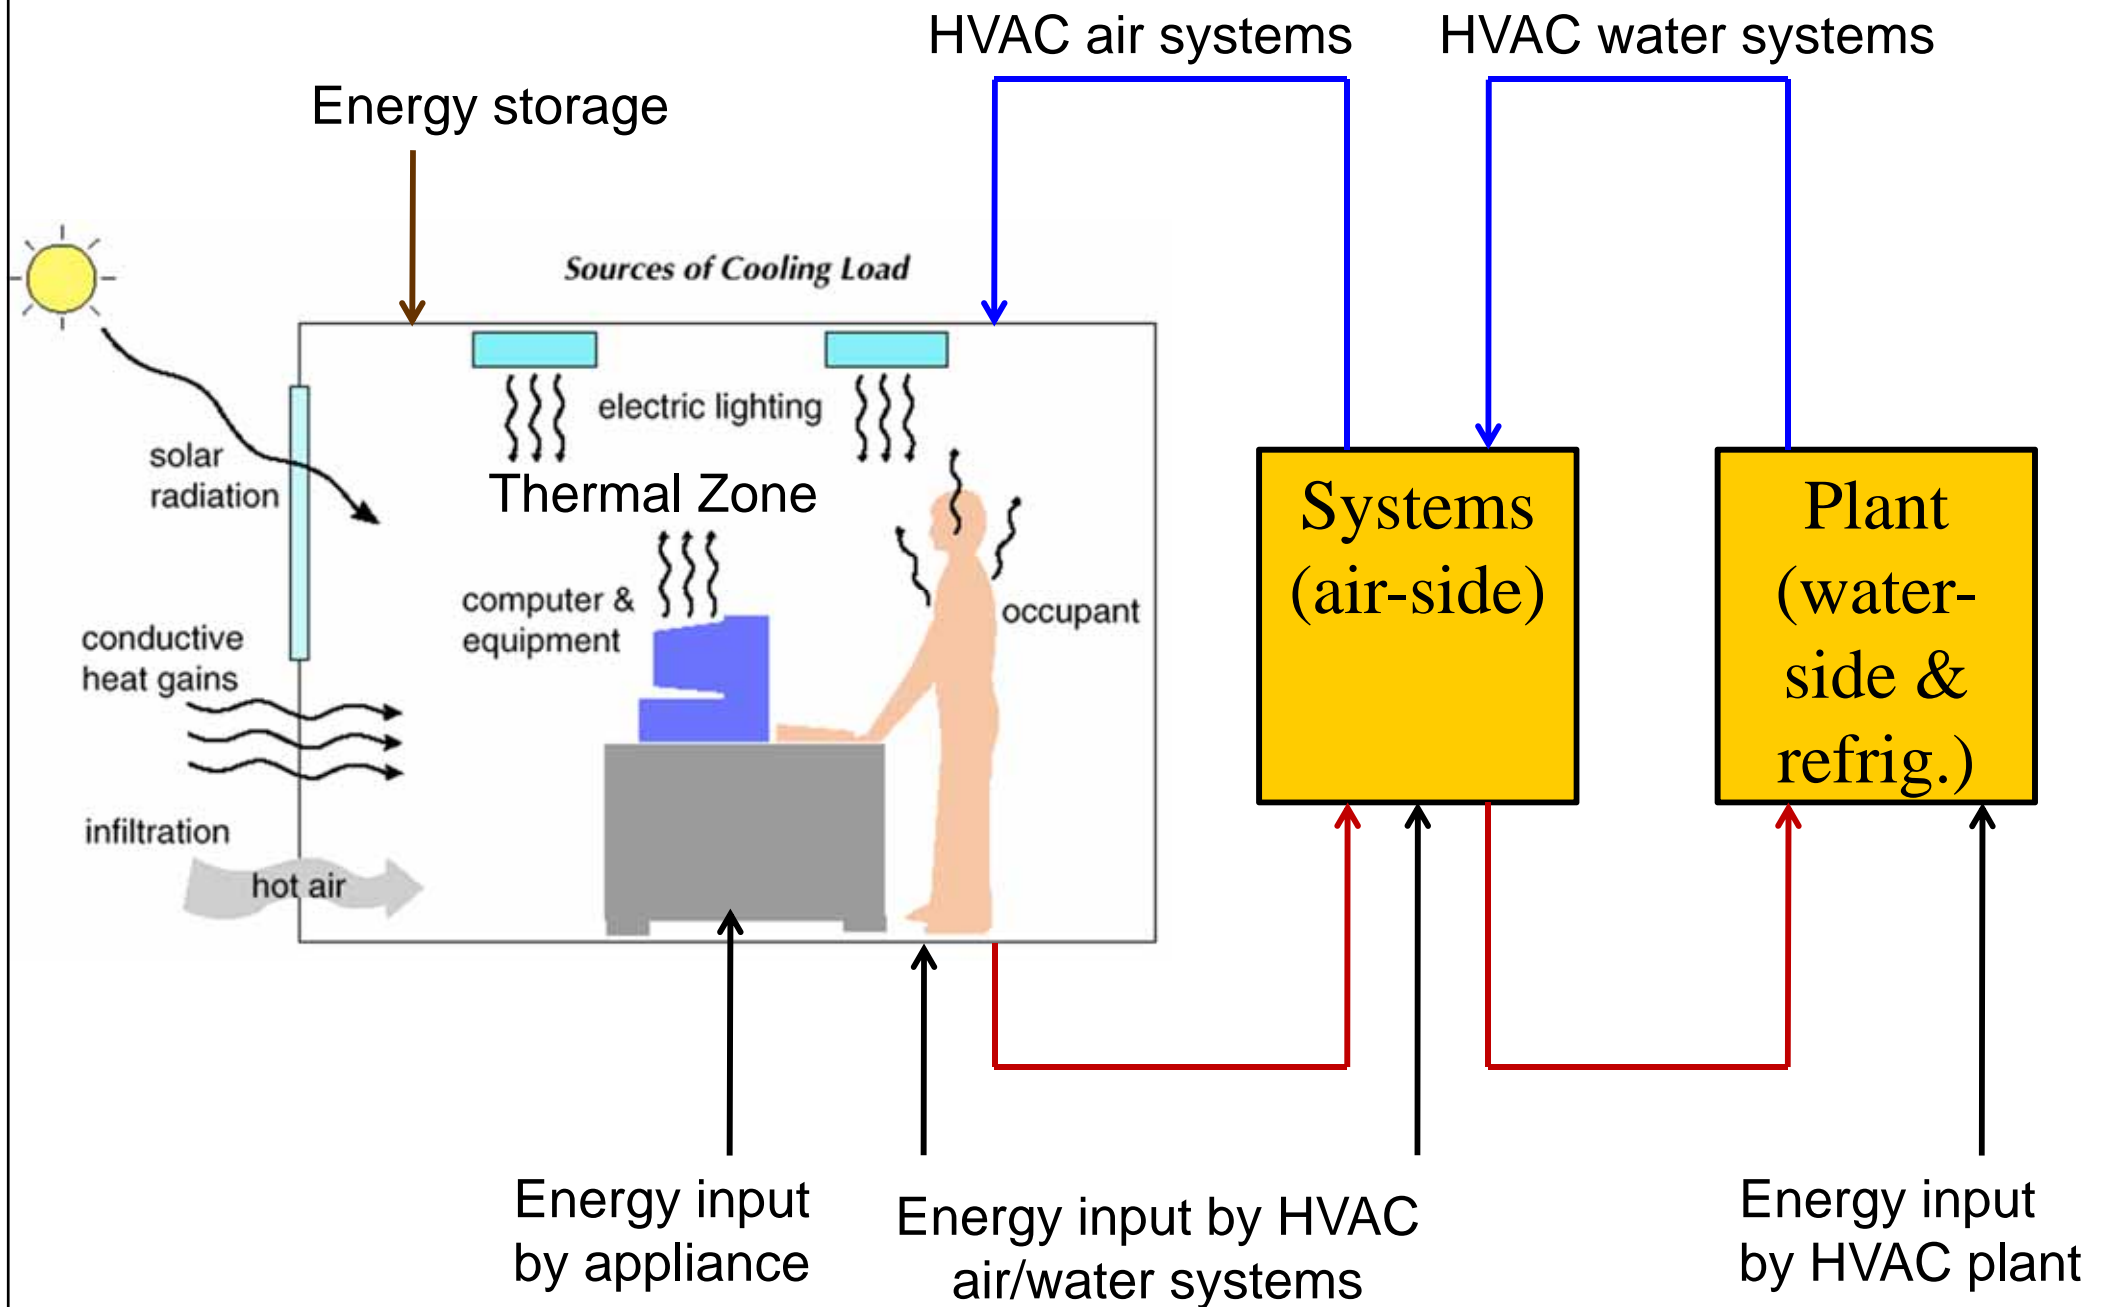 HVAC air systems
HVAC water systems
Energy storage
Sources of Cooling Load
electric lighting
solar
radiation
Thermal Zone
computer &
equipment
occupant
conductive
heat gains
infiltration
hot air
Systems
(air-side)
Plant
(water-
side &
refrig.)
Energy input
by appliance
Energy input by HVAC
air/water systems
Energy input
by HVAC plant